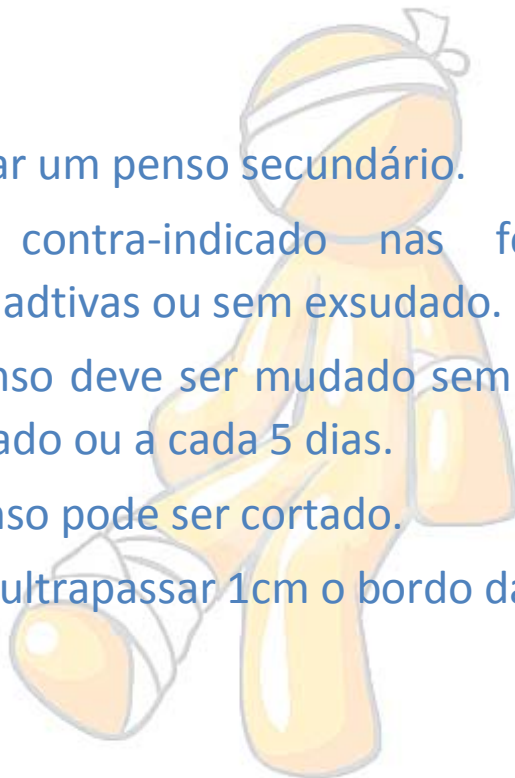 ar um penso secundário.
contra-indicado nas fe
adtivas ou sem exsudado.
nso deve ser mudado sem
ado ou a cada 5 dias.
nso pode ser cortado.
ultrapassar 1cm o bordo da